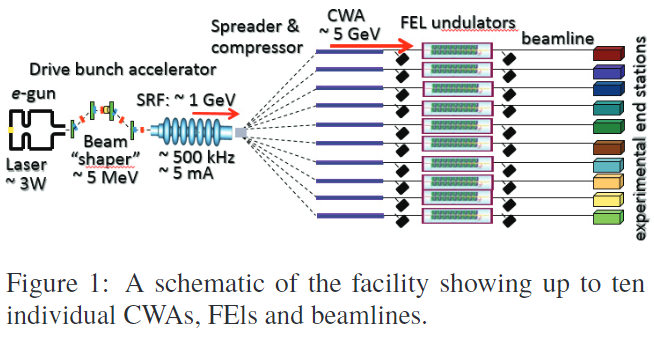 Spreader &
compressor
CWA
~ 5 GeV
FEL undulators
beamline
Drive bunch accelerator
e-gun
SRF: ~ 1 GeV
Beam
"shaper"
~ 5 MeV
~ 500 kHz
~ 5 mA
Laser
~ 3W
experimental end stations
Figure 1: A schematic of the facility showing up to ten
individual CWAs, FEls and beamlines.